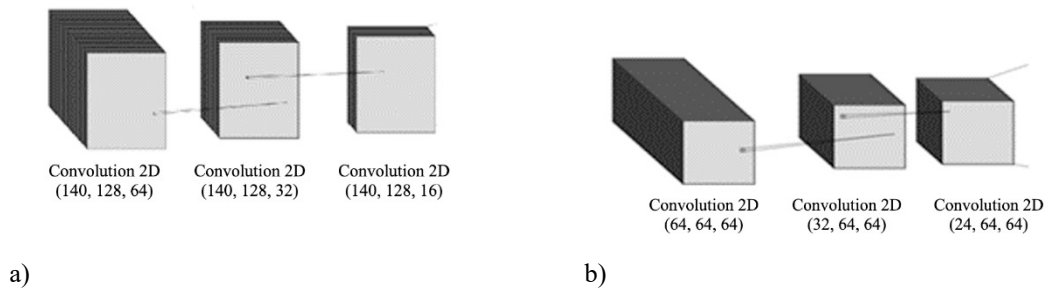 Convolution 2D
(140, 128, 64)
Convolution 2D
(140, 128, 32)
Convolution 2D
(140, 128, 16)
a)
Convolution 2D
(64, 64, 64)
Convolution 2D
(32, 64, 64)
Convolution 2D
(24, 64, 64)
b)